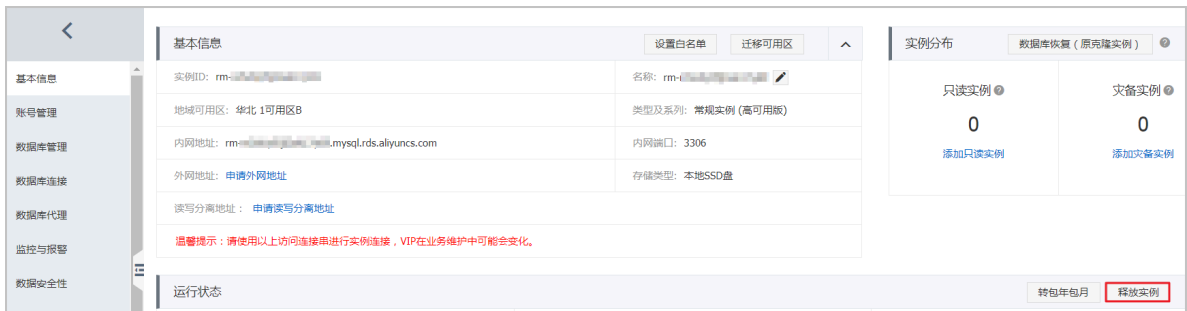 基本信息
账号管理
数据库管理
数据库连接
数据库代理
监控与报警
数据安全性
基本信息 设置白名单 迁移可用区
实例ID: rm-
名称: rm-
地域可用区: 华北 1可用区B
类型及系列: 常规实例 (高可用版)
内网地址: rm- .mysql.rds.aliyuncs.com
内网端口: 3306
外网地址: 申请外网地址
存储类型: 本地SSD盘
读写分离地址: 申请读写分离地址
温馨提示：请使用以上访问连接串进行实例连接，VIP在业务维护中可能会变化。
实例分布 数据库恢复（原克隆实例）
只读实例 灾备实例
0 0
添加只读实例 添加灾备实例
运行状态 转包年包月 释放实例